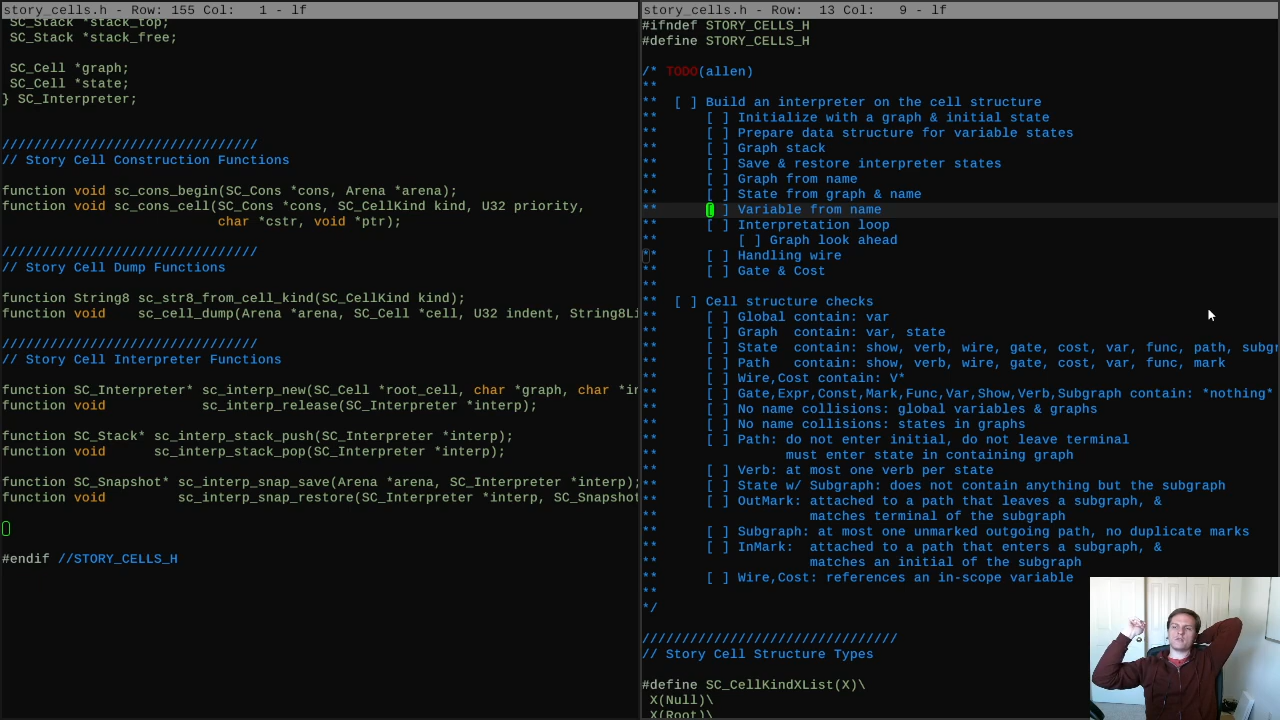 story_cells.h - Row: 155 Col:   1 - lf
SC_Stack *stack_top;
SC_Stack *stack_free;
SC_Cell *graph;
SC_Cell *state;
} SC_Interpreter;
////////////////////////////////
// Story Cell Construction Functions
function void sc_cons_begin(SC_Cons *cons, Arena *arena);
function void sc_cons_cell(SC_Cons *cons, SC_CellKind kind, U32 priority,
char *cstr, void *ptr);
////////////////////////////////
// Story Cell Dump Functions
function String8 sc_str8_from_cell_kind(SC_CellKind kind);
function void    sc_cell_dump(Arena *arena, SC_Cell *cell, U32 indent, String8Li
////////////////////////////////
// Story Cell Interpreter Functions
function SC_Interpreter* sc_interp_new(SC_Cell *root_cell, char *graph, char *in
function void            sc_interp_release(SC_Interpreter *interp);
function SC_Stack* sc_interp_stack_push(SC_Interpreter *interp);
function void      sc_interp_stack_pop(SC_Interpreter *interp);
function SC_Snapshot* sc_interp_snap_save(Arena *arena, SC_Interpreter *interp);
function void         sc_interp_snap_restore(SC_Interpreter *interp, SC_Snapshot
#endif //STORY_CELLS_H
story_cells.h - Row:  13 Col:   9 - lf
#ifndef STORY_CELLS_H
#define STORY_CELLS_H
/* TODO(allen)
**
**  [ ] Build an interpreter on the cell structure
**      [ ] Initialize with a graph & initial state
**      [ ] Prepare data structure for variable states
**      [ ] Graph stack
**      [ ] Save & restore interpreter states
**      [ ] Graph from name
**      [ ] State from graph & name
**      [ ] Variable from name
**      [ ] Interpretation loop
**          [ ] Graph look ahead
**      [ ] Handling wire
**      [ ] Gate & Cost
**
**  [ ] Cell structure checks
**      [ ] Global contain: var
**      [ ] Graph  contain: var, state
**      [ ] State  contain: show, verb, wire, gate, cost, var, func, path, subgr
**      [ ] Path   contain: show, verb, wire, gate, cost, var, func, mark
**      [ ] Wire,Cost contain: V*
**      [ ] Gate,Expr,Const,Mark,Func,Var,Show,Verb,Subgraph contain: *nothing*
**      [ ] No name collisions: global variables & graphs
**      [ ] No name collisions: states in graphs
**      [ ] Path: do not enter initial, do not leave terminal
**                must enter state in containing graph
**      [ ] Verb: at most one verb per state
**      [ ] State w/ Subgraph: does not contain anything but the subgraph
**      [ ] OutMark: attached to a path that leaves a subgraph, &
**                   matches terminal of the subgraph
**      [ ] Subgraph: at most one unmarked outgoing path, no duplicate marks
**      [ ] InMark:  attached to a path that enters a subgraph, &
**                   matches an initial of the subgraph
**      [ ] Wire,Cost: references an in-scope variable
**
*/
////////////////////////////////
// Story Cell Structure Types
#define SC_CellKindXList(X)\
X(Null)\
X(Root)\